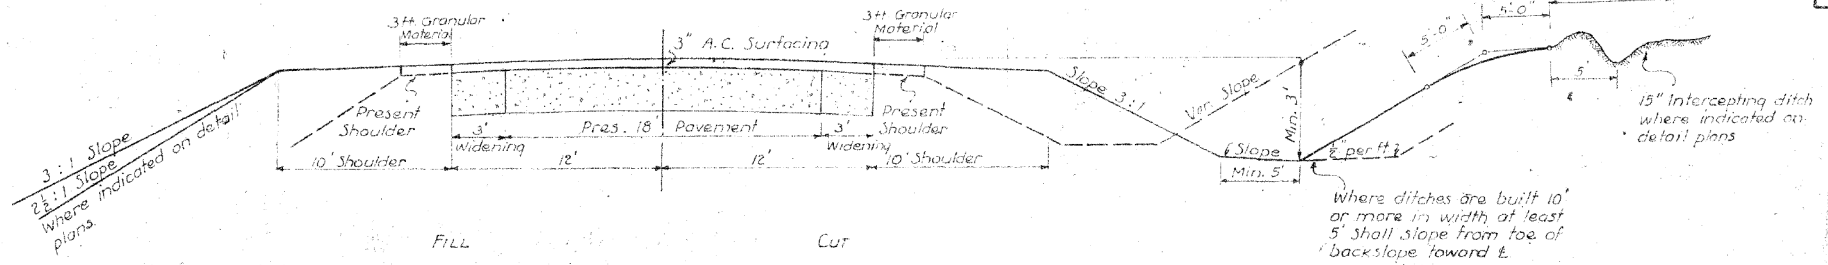 3 ft. Granular
Material
3 ft. Granular
Material
3" A.C. Surfacing
5'-0"
5'-0"
Slope 3:1
Var. Slope
Min. 3'
5'
15" Intercepting ditch
where indicated on
detail plans
Present
Shoulder
Present
Shoulder
3'
Widening
Pres. 18' Pavement
3'
Widening
10' Shoulder
12'
12'
10' Shoulder
Slope
½" per ft
Min. 5'
3:1 Slope
2½:1 Slope
Where indicated on detail
plans.
Where ditches are built 10'
or more in width at least
5' shall slope from toe of
backslope toward ℄
FILL
CUT